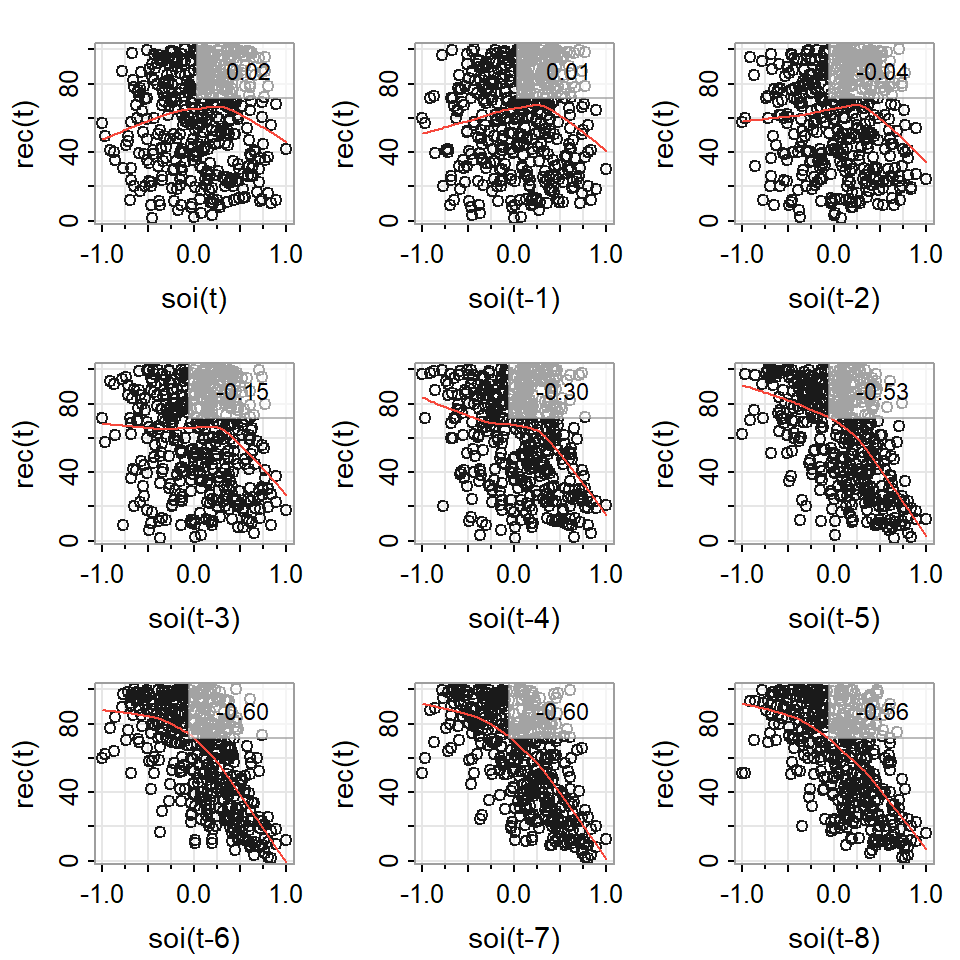 rec(t)
80
40
0
0.02
-1.0 0.0 1.0
soi(t)
rec(t)
80
40
0
0.01
-1.0 0.0 1.0
soi(t-1)
rec(t)
80
40
0
-0.04
-1.0 0.0 1.0
soi(t-2)
rec(t)
80
40
0
-0.15
-1.0 0.0 1.0
soi(t-3)
rec(t)
80
40
0
-0.30
-1.0 0.0 1.0
soi(t-4)
rec(t)
80
40
0
-0.53
-1.0 0.0 1.0
soi(t-5)
rec(t)
80
40
0
-0.60
-1.0 0.0 1.0
soi(t-6)
rec(t)
80
40
0
-0.60
-1.0 0.0 1.0
soi(t-7)
rec(t)
80
40
0
-0.56
-1.0 0.0 1.0
soi(t-8)